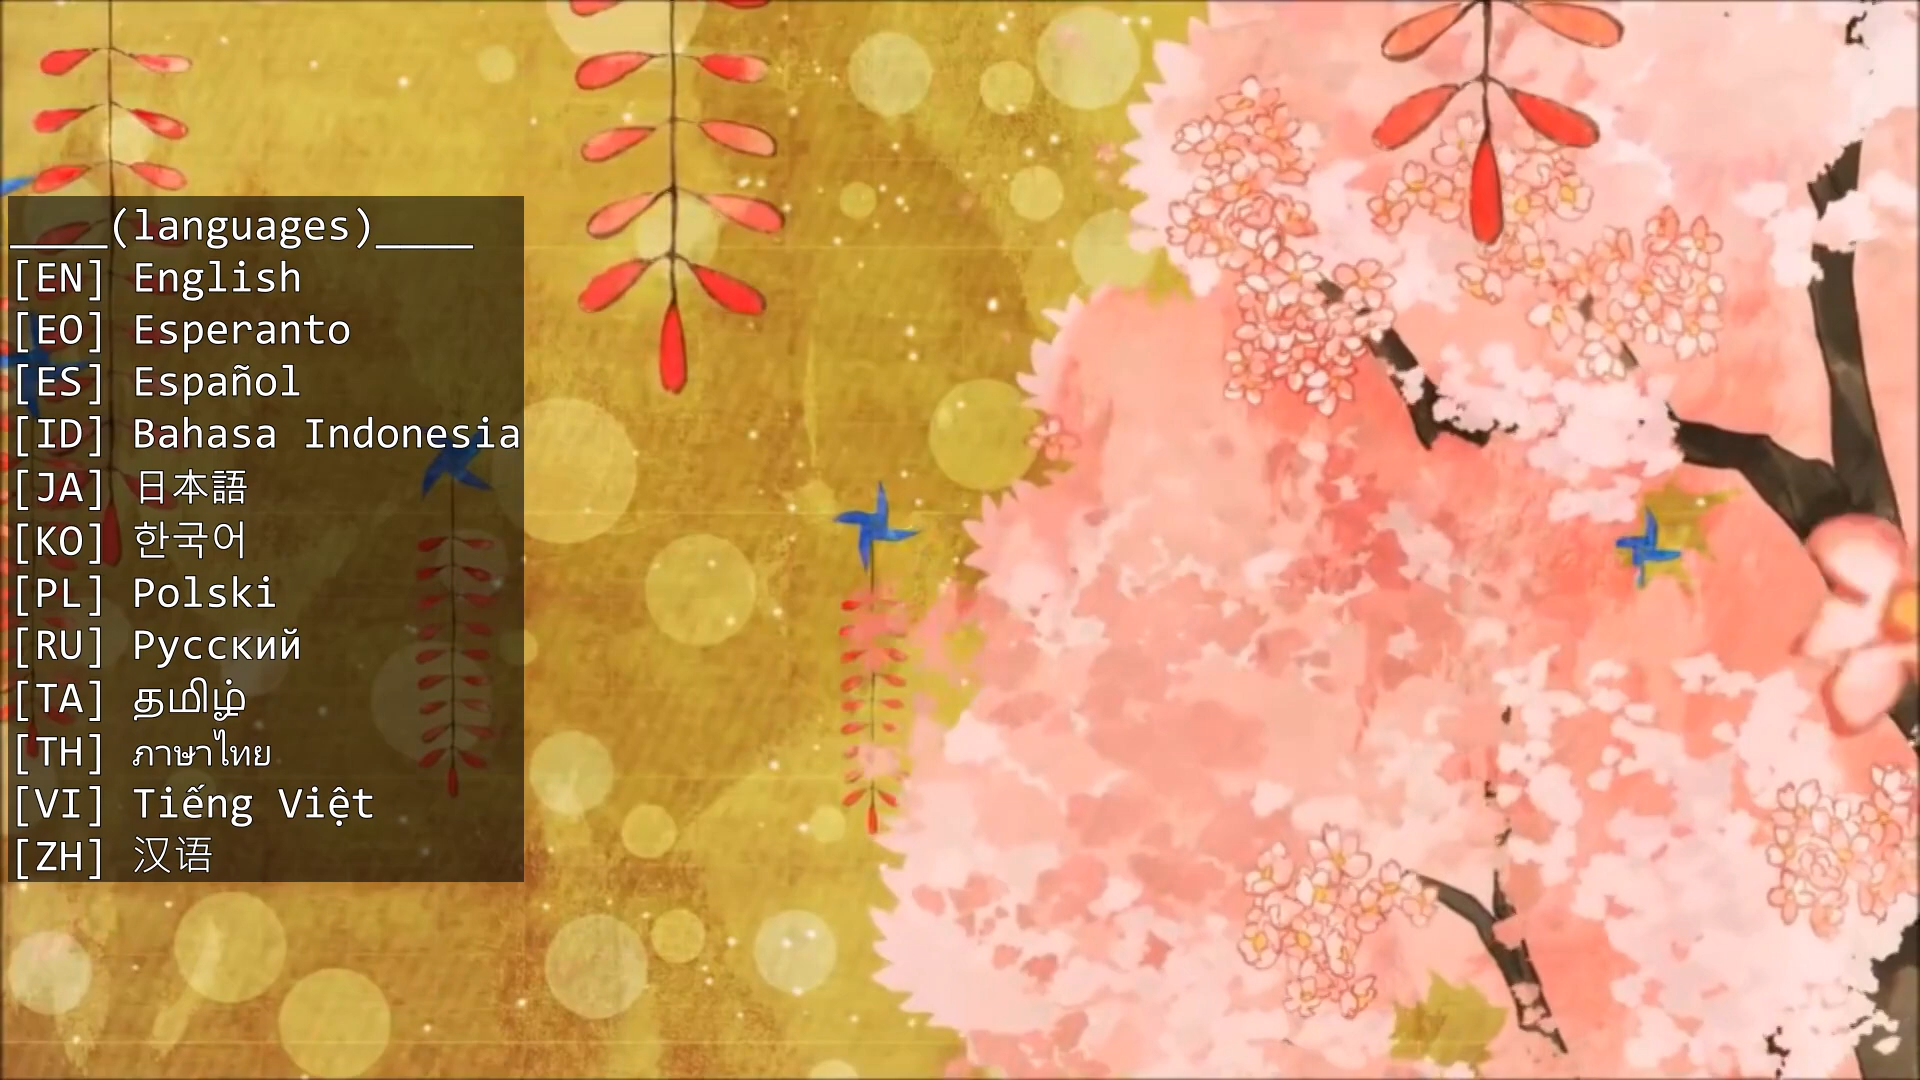 ____(languages)____
[EN] English
[EO] Esperanto
[ES] Español
[ID] Bahasa Indonesia
[JA] 日本語
[KO] 한국어
[PL] Polski
[RU] Русский
[TA] தமிழ்
[TH] ภาษาไทย
[VI] Tiếng Việt
[ZH] 汉语